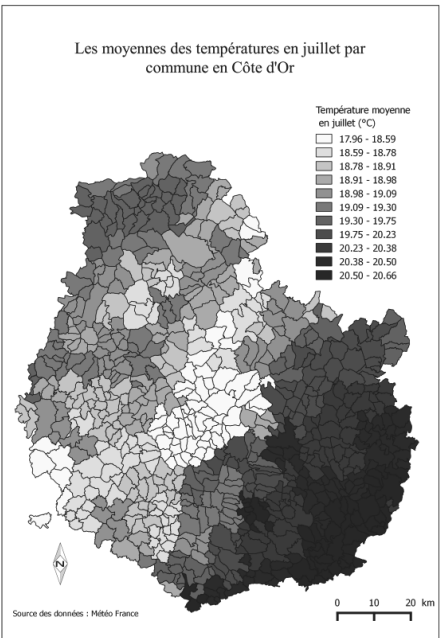 Les moyennes des températures en juillet par
commune en Côte d'Or
Température moyenne
en juillet (°C)
17.96 - 18.59
18.59 - 18.78
18.78 - 18.91
18.91 - 18.98
18.98 - 19.09
19.09 - 19.30
19.30 - 19.75
19.75 - 20.23
20.23 - 20.38
20.38 - 20.50
20.50 - 20.66
N
Source des données : Météo France
0 10 20 km